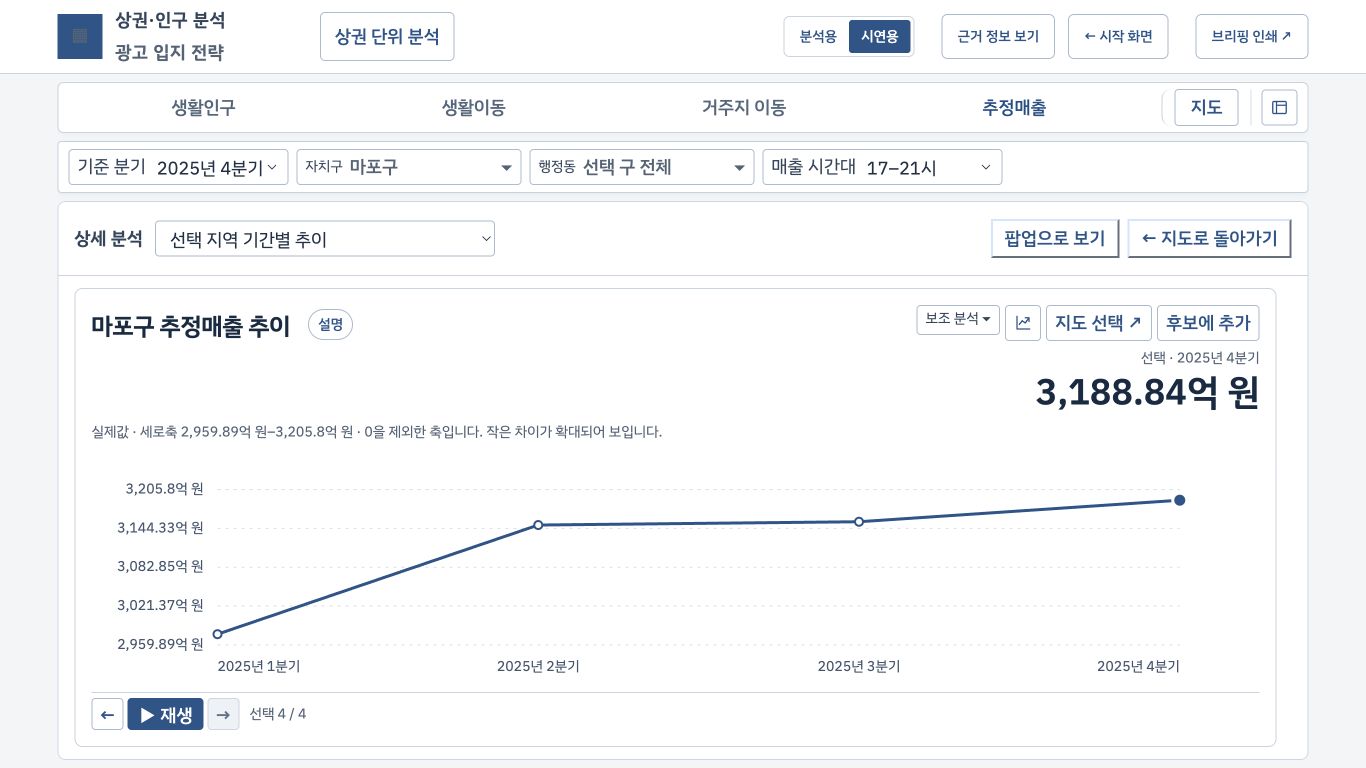 상권·인구 분석
광고 입지 전략
상권 단위 분석
분석용 시연용
근거 정보 보기
← 시작 화면
브리핑 인쇄 ↗
생활인구 생활이동 거주지 이동 추정매출 지도
기준 분기 2025년 4분기 자치구 마포구 행정동 선택 구 전체 매출 시간대 17–21시
상세 분석 선택 지역 기간별 추이 팝업으로 보기 ← 지도로 돌아가기
마포구 추정매출 추이 설명 보조 분석 지도 선택 ↗ 후보에 추가
선택 · 2025년 4분기
3,188.84억 원
실제값 · 세로축 2,959.89억 원–3,205.8억 원 · 0을 제외한 축입니다. 작은 차이가 확대되어 보입니다.
3,205.8억 원
3,144.33억 원
3,082.85억 원
3,021.37억 원
2,959.89억 원
2025년 1분기 2025년 2분기 2025년 3분기 2025년 4분기
← ▶ 재생 → 선택 4 / 4